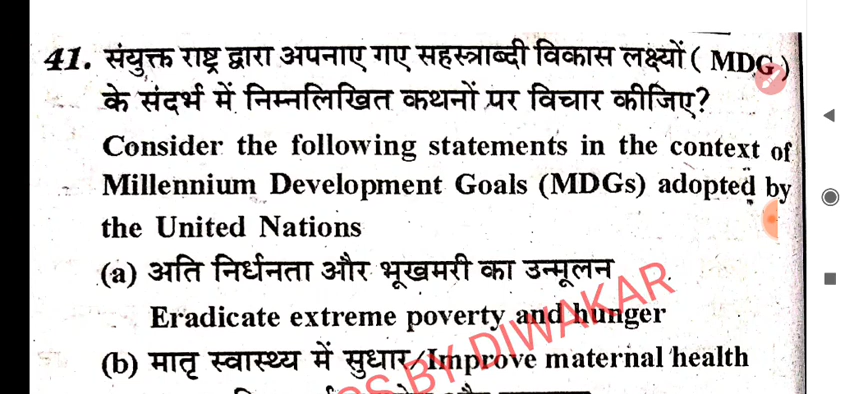 41. संयुक्त राष्ट्र द्वारा अपनाए गए सहस्त्राब्दी विकास लक्ष्यों ( MDG )
के संदर्भ में निम्नलिखित कथनों पर विचार कीजिए?
Consider the following statements in the context of
Millennium Development Goals (MDGs) adopted by
the United Nations
(a) अति निर्धनता और भूखमरी का उन्मूलन
Eradicate extreme poverty and hunger
(b) मातृ स्वास्थ्य में सुधार/Improve maternal health
BY DIWAKAR